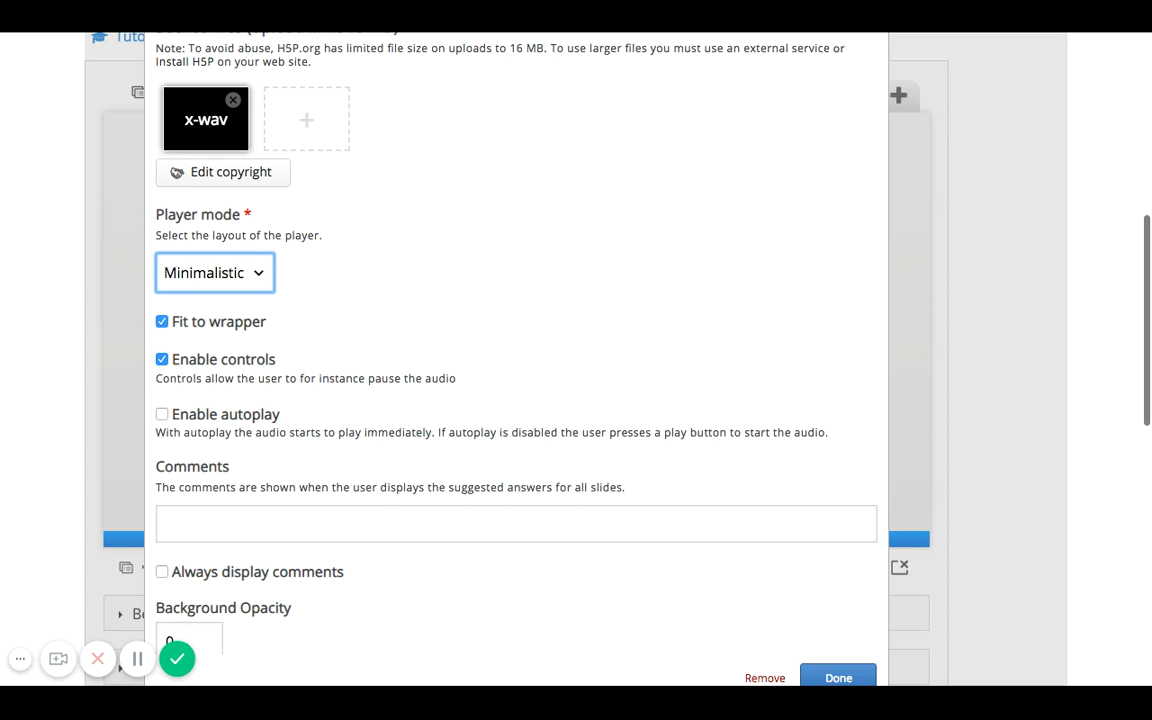 Tuto
Note: To avoid abuse, H5P.org has limited file size on uploads to 16 MB. To use larger files you must use an external service or
Install H5P on your web site.
x-wav
Edit copyright
Player mode *
Select the layout of the player.
Minimalistic
Fit to wrapper
Enable controls
Controls allow the user to for instance pause the audio
Enable autoplay
With autoplay the audio starts to play immediately. If autoplay is disabled the user presses a play button to start the audio.
Comments
The comments are shown when the user displays the suggested answers for all slides.
Always display comments
Background Opacity
Be
0
Remove
Done